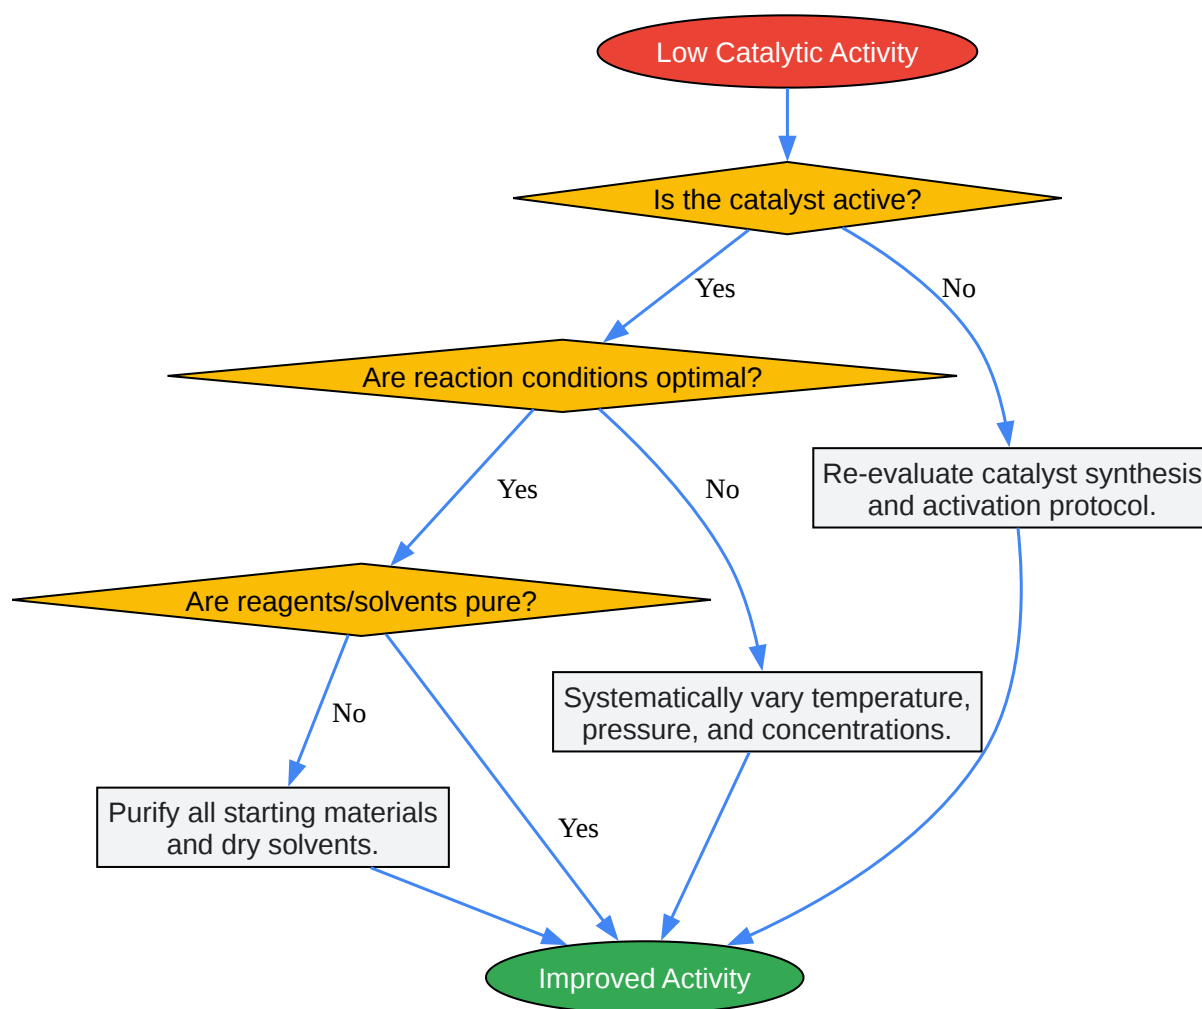 Low Catalytic Activity
Is the catalyst active?
Yes
No
Are reaction conditions optimal?
Re-evaluate catalyst synthesis
and activation protocol.
Yes
No
Are reagents/solvents pure?
Systematically vary temperature,
pressure, and concentrations.
No
Purify all starting materials
and dry solvents.
Yes
Improved Activity